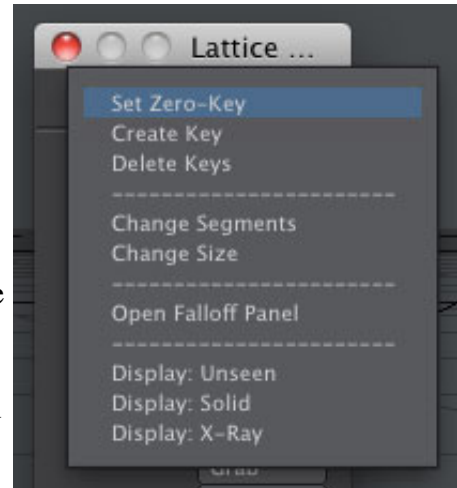 Lattice ...
Set Zero-Key
Create Key
Delete Keys
------------------------
Change Segments
Change Size
------------------------
Open Falloff Panel
------------------------
Display: Unseen
Display: Solid
Display: X-Ray
Grab